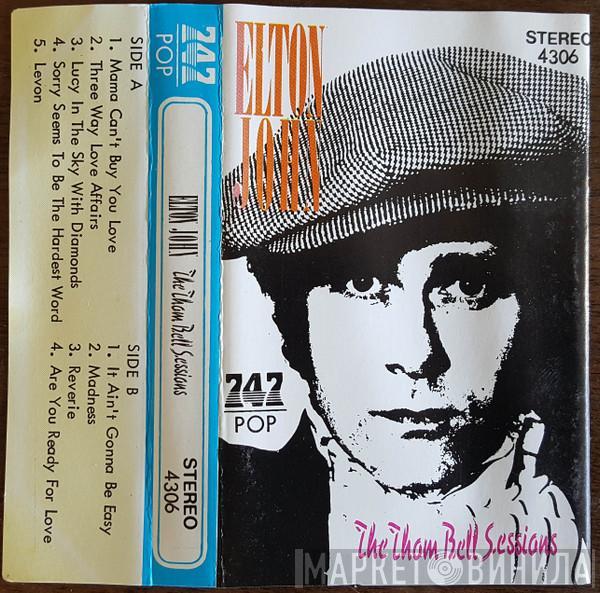 SIDE A
1. Mama Can't Buy You Love
2. Three Way Love Affairs
3. Lucy In The Sky With Diamonds
4. Sorry Seems To Be The Hardest Word
5. Levon
SIDE B
1. It Ain't Gonna Be Easy
2. Madness
3. Reverie
4. Are You Ready For Love
747
POP
ELTON JOHN The Thom Bell Sessions
STEREO
4306
ELTON
JOHN
STEREO
4306
747
POP
The Thom Bell Sessions
МАРКЕТ ВИНИЛА